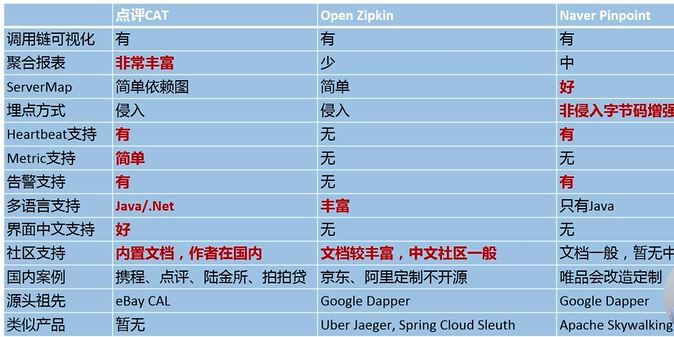 点评CAT Open Zipkin Naver Pinpoint
调用链可视化 有 有 有
聚合报表 非常丰富 少 中
ServerMap 简单依赖图 简单 好
埋点方式 侵入 侵入 非侵入字节码增强
Heartbeat支持 有 无 有
Metric支持 简单 无 无
告警支持 有 无 有
多语言支持 Java/.Net 丰富 只有Java
界面中文支持 好 无 无
社区支持 内置文档，作者在国内 文档较丰富，中文社区一般 文档一般，暂无中
国内案例 携程、点评、陆金所、拍拍贷 京东、阿里定制不开源 唯品会改造定制
源头祖先 eBay CAL Google Dapper Google Dapper
类似产品 暂无 Uber Jaeger, Spring Cloud Sleuth Apache Skywalking